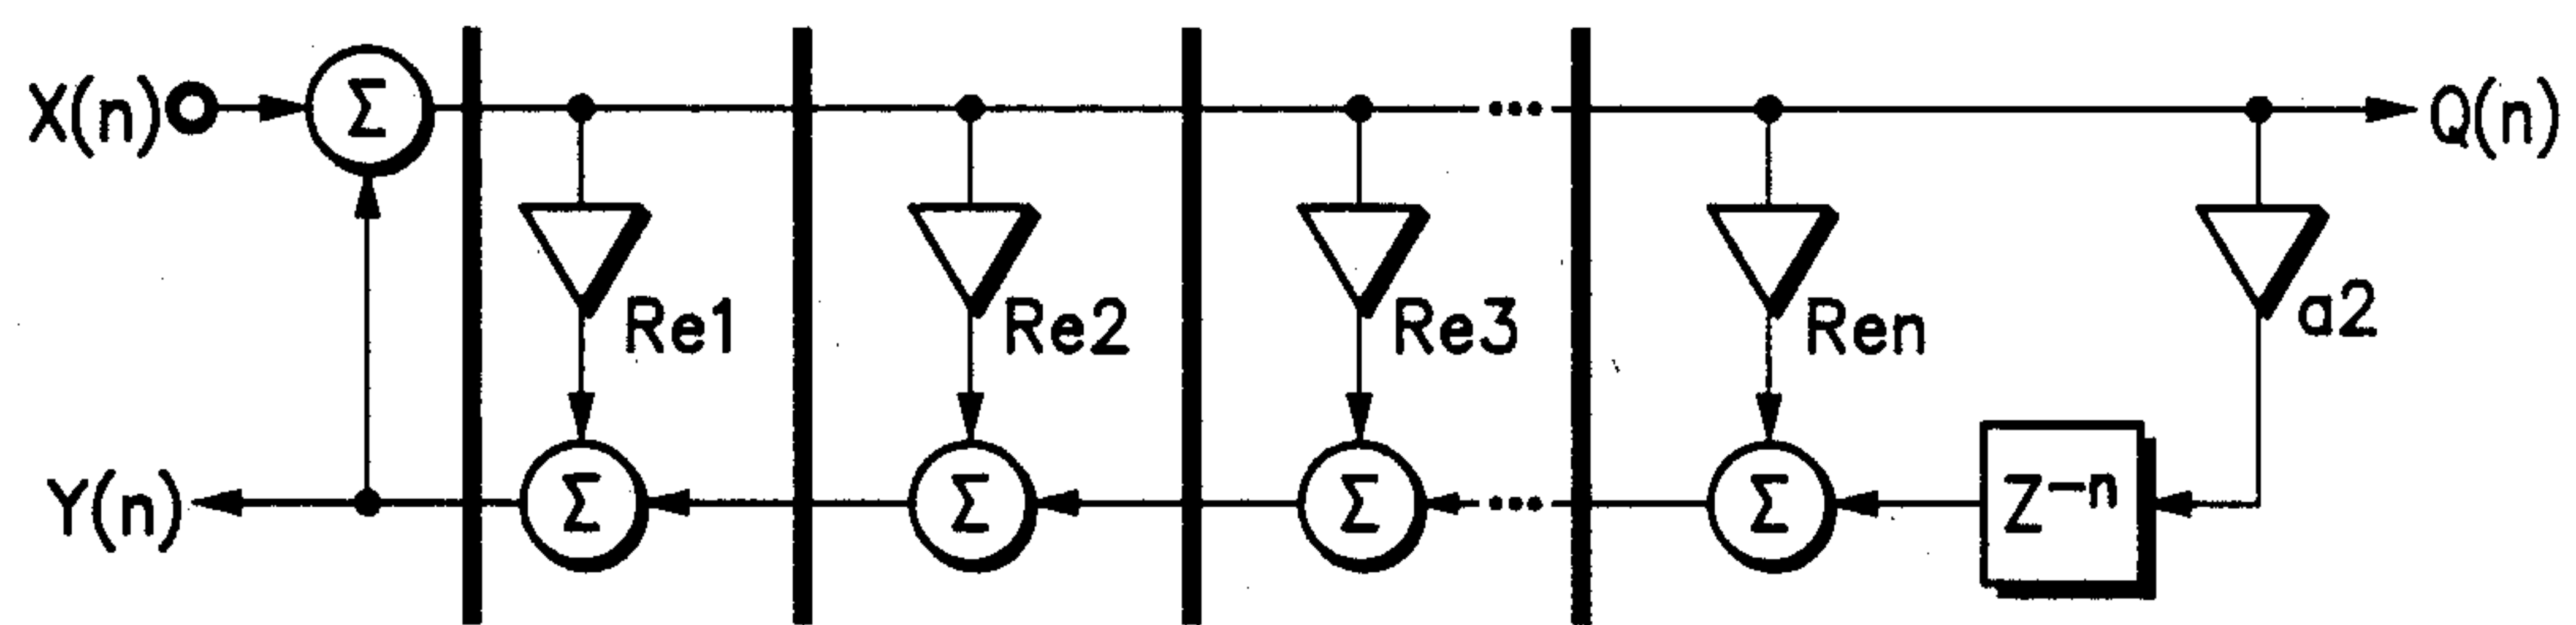 X(n) Σ ... Q(n)
Re1 Re2 Re3 Ren a2
Y(n) Σ Σ Σ ... Σ Z⁻ⁿ